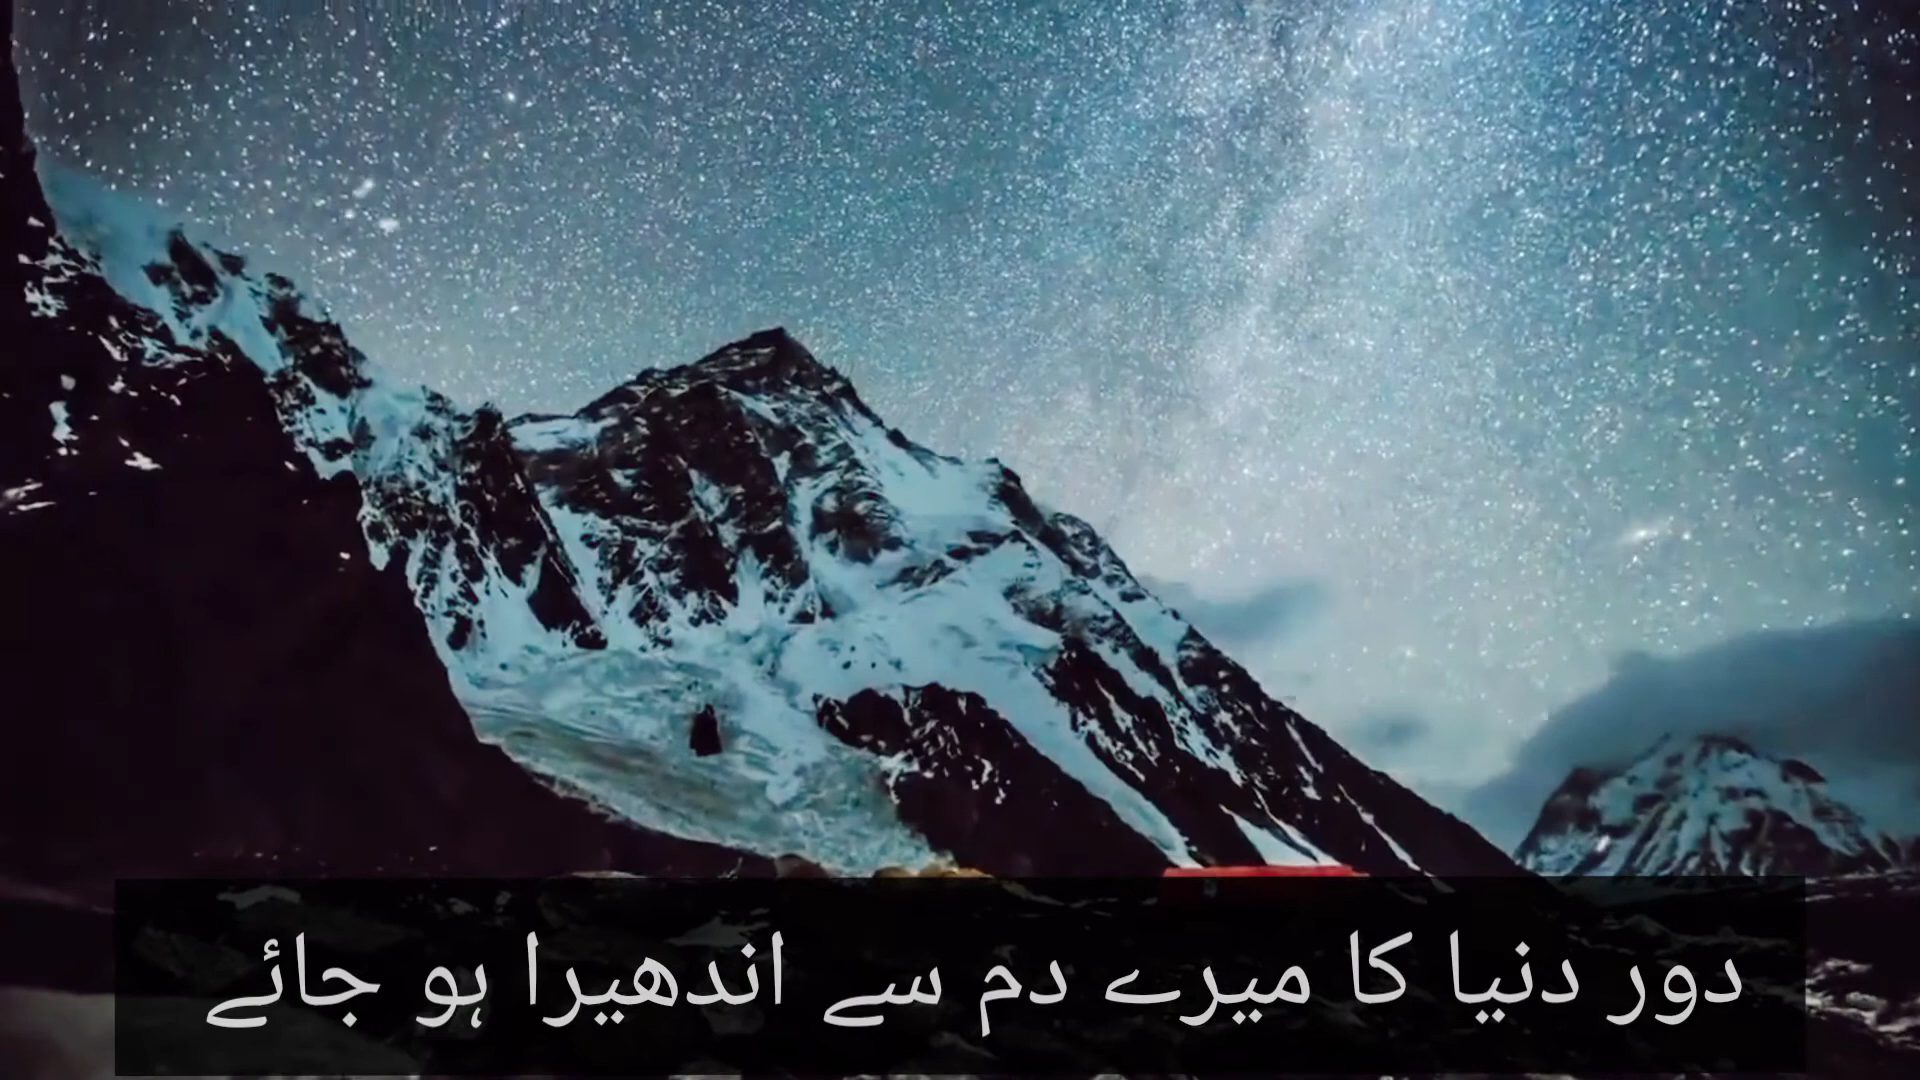 دور دنیا کا میرے دم سے اندھیرا ہو جائے